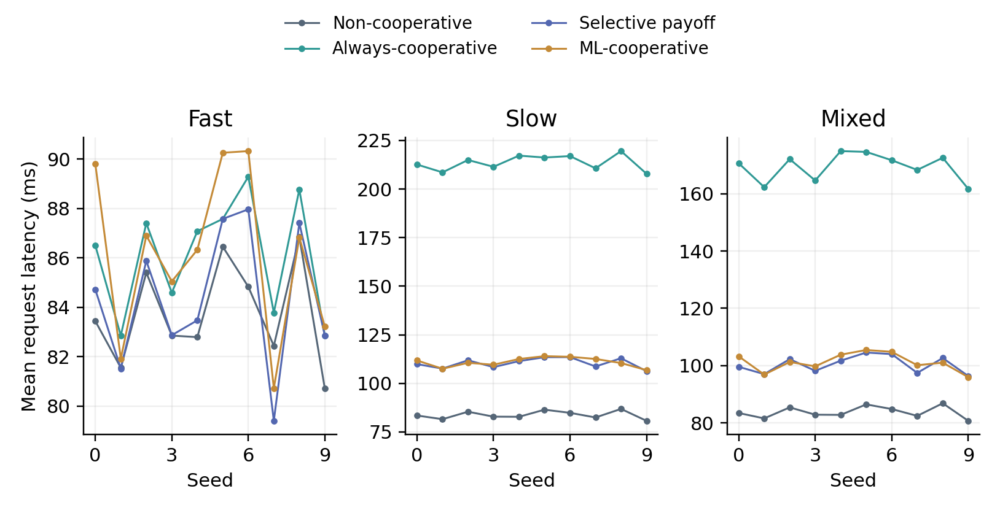 Non-cooperative
Always-cooperative
Selective payoff
ML-cooperative
Fast
Slow
Mixed
Mean request latency (ms)
90
88
86
84
82
80
0 3 6 9
Seed
225
200
175
150
125
100
75
0 3 6 9
Seed
160
140
120
100
80
0 3 6 9
Seed